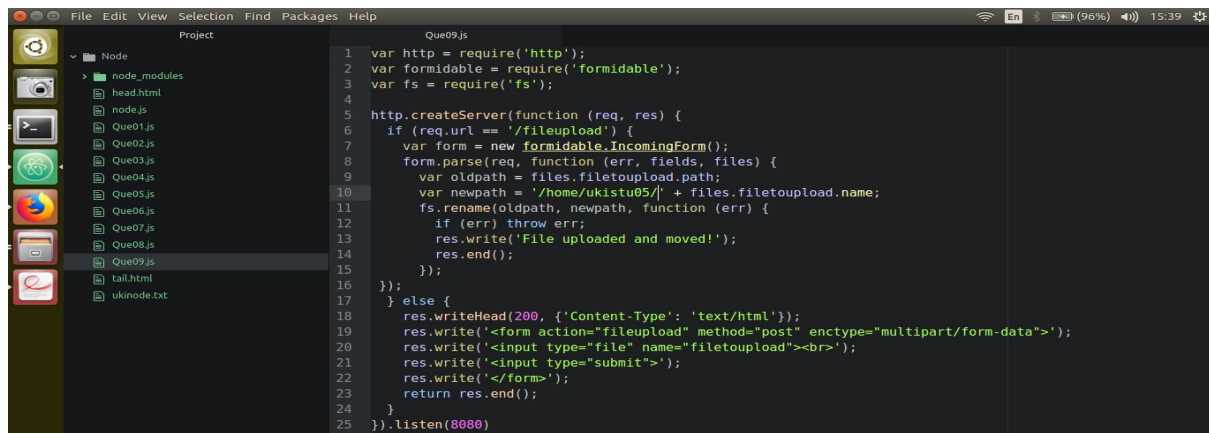 File Edit View Selection Find Packages Help
En (96%) 15:39
Project
Node
node_modules
head.html
node.js
Que01.js
Que02.js
Que03.js
Que04.js
Que05.js
Que06.js
Que07.js
Que08.js
Que09.js
tail.html
ukinode.txt
Que09.js
1 var http = require('http');
2 var formidable = require('formidable');
3 var fs = require('fs');
4
5 http.createServer(function (req, res) {
6 if (req.url == '/fileupload') {
7 var form = new formidable.IncomingForm();
8 form.parse(req, function (err, fields, files) {
9 var oldpath = files.filetoupload.path;
10 var newpath = '/home/ukistu05/' + files.filetoupload.name;
11 fs.rename(oldpath, newpath, function (err) {
12 if (err) throw err;
13 res.write('File uploaded and moved!');
14 res.end();
15 });
16 });
17 } else {
18 res.writeHead(200, {'Content-Type': 'text/html'});
19 res.write('<form action="fileupload" method="post" enctype="multipart/form-data">');
20 res.write('<input type="file" name="filetoupload"><br>');
21 res.write('<input type="submit">');
22 res.write('</form>');
23 return res.end();
24 }
25 }).listen(8080)